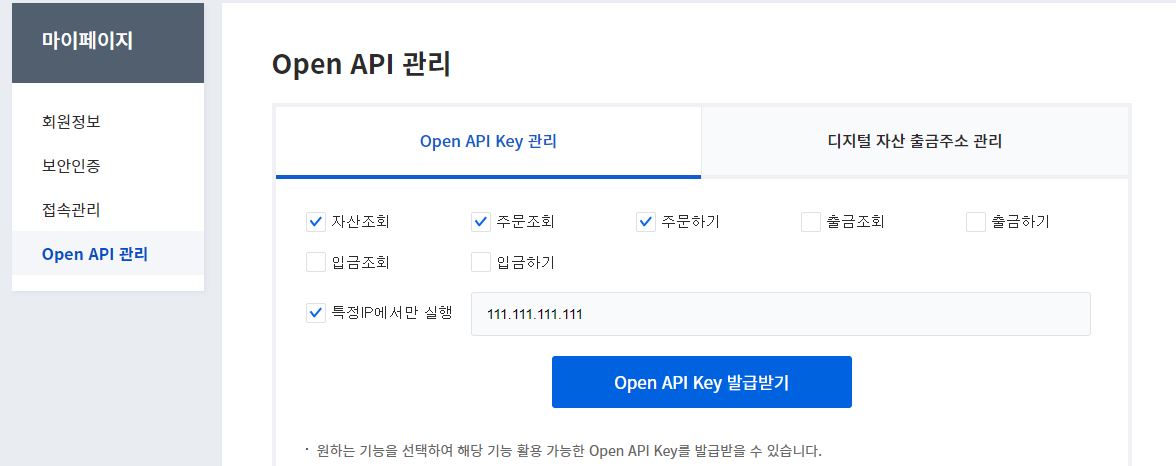 마이페이지
회원정보
보안인증
접속관리
Open API 관리
Open API 관리
Open API Key 관리
디지털 자산 출금주소 관리
자산조회 주문조회 주문하기 출금조회 출금하기
입금조회 입금하기
특정IP에서만 실행 111.111.111.111
Open API Key 발급받기
· 원하는 기능을 선택하여 해당 기능 활용 가능한 Open API Key를 발급받을 수 있습니다.